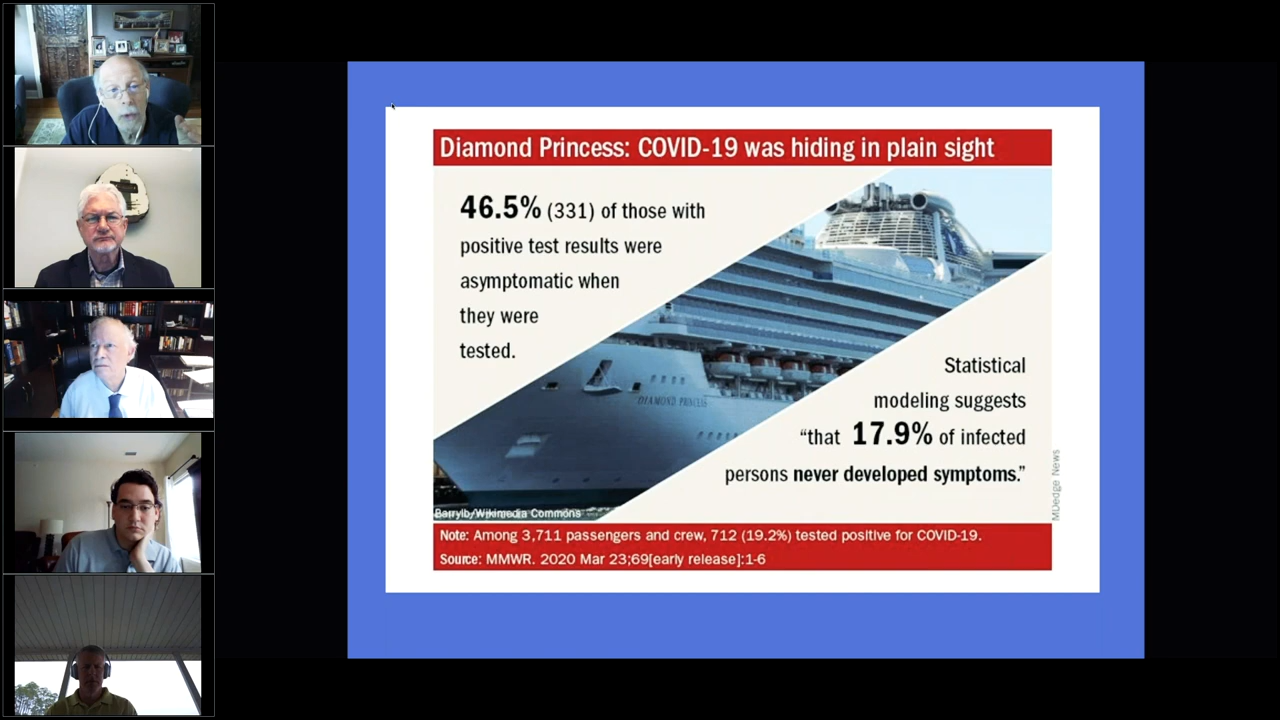 Diamond Princess: COVID-19 was hiding in plain sight
46.5% (331) of those with
positive test results were
asymptomatic when
they were
tested.
DIAMOND PRINCESS
Statistical
modeling suggests
“that 17.9% of infected
persons never developed symptoms.”
MDedge News
Barrylb/Wikimedia Commons
Note: Among 3,711 passengers and crew, 712 (19.2%) tested positive for COVID-19.
Source: MMWR. 2020 Mar 23;69[early release]:1-6